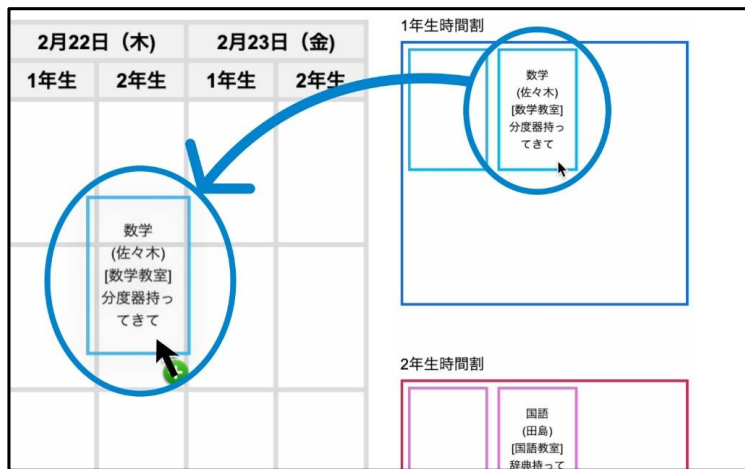 2月22日（木)
2月23日（金)
1年生
2年生
1年生
2年生
数学
(佐々木)
[数学教室]
分度器持っ
てきて
1年生時間割
数学
(佐々木)
[数学教室]
分度器持っ
てきて
2年生時間割
国語
(田島)
[国語教室]
辞典持って